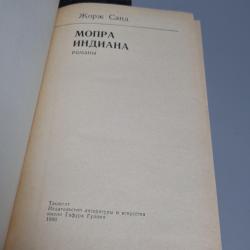 Жорж Санд
МОПРА
ИНДИАНА
романы
Ташкент
Издательство литературы и искусства
имени Гафура Гуляма